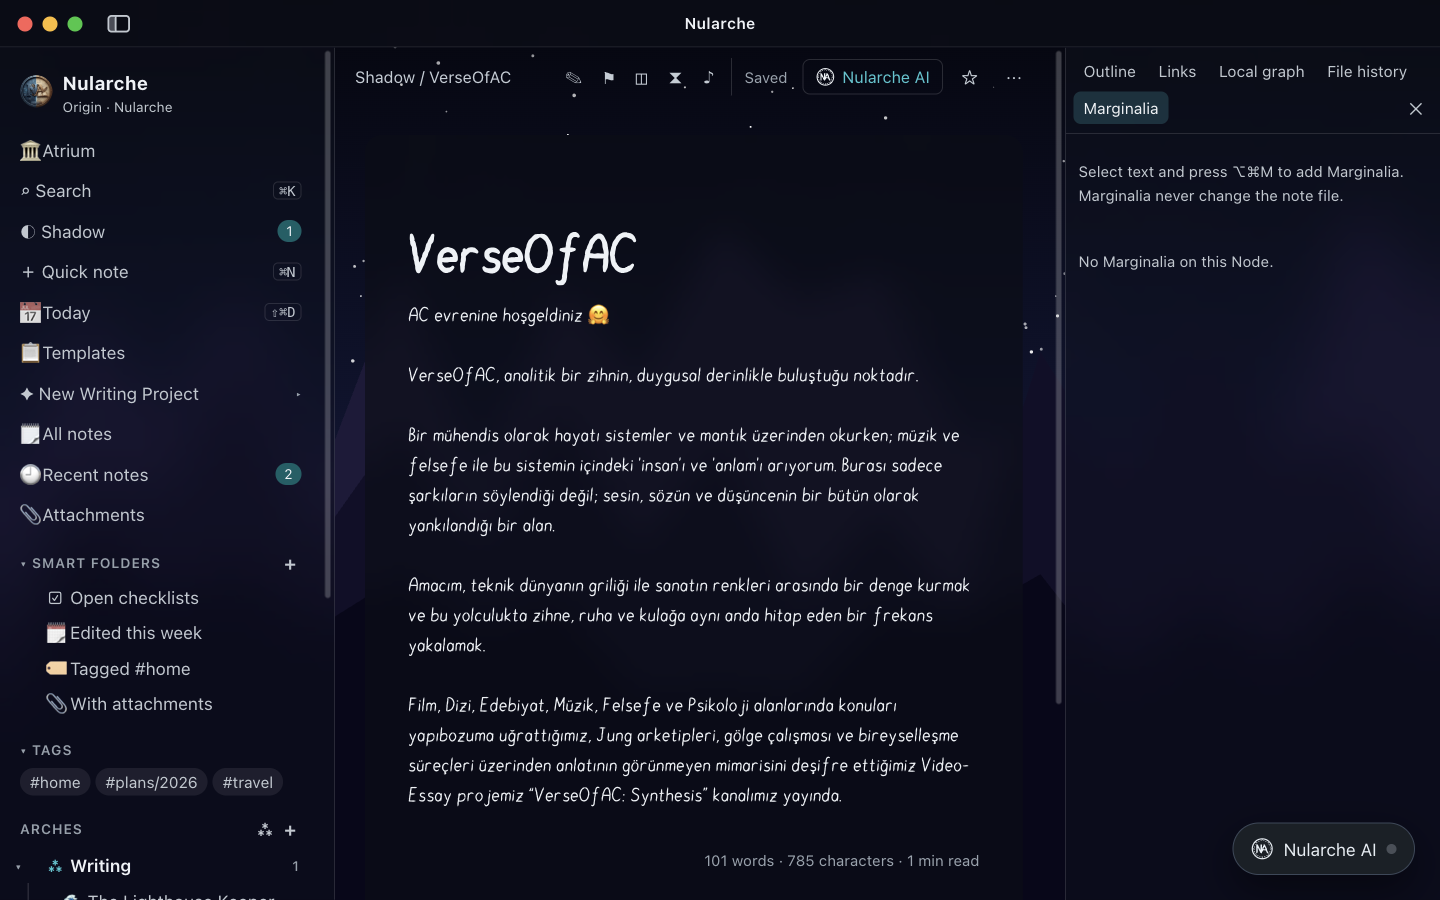 Nularche
Nularche
Origin · Nularche
Atrium
Search ⌘K
Shadow 1
Quick note ⌘N
Today ⇧⌘D
Templates
New Writing Project
All notes
Recent notes 2
Attachments
SMART FOLDERS
Open checklists
Edited this week
Tagged #home
With attachments
TAGS
#home #plans/2026 #travel
ARCHES
Writing 1
The Lighthouse Keeper
Shadow / VerseOfAC
Saved
Nularche AI
VerseOfAC
AC evrenine hoşgeldiniz 🤗
VerseOfAC, analitik bir zihnin, duygusal derinlikle buluştuğu noktadır.
Bir mühendis olarak hayatı sistemler ve mantık üzerinden okurken; müzik ve
felsefe ile bu sistemin içindeki 'insan'ı ve 'anlam'ı arıyorum. Burası sadece
şarkıların söylendiği değil; sesin, sözün ve düşüncenin bir bütün olarak
yankılandığı bir alan.
Amacım, teknik dünyanın griliği ile sanatın renkleri arasında bir denge kurmak
ve bu yolculukta zihne, ruha ve kulağa aynı anda hitap eden bir frekans
yakalamak.
Film, Dizi, Edebiyat, Müzik, Felsefe ve Psikoloji alanlarında konuları
yapıbozuma uğrattığımız, Jung arketipleri, gölge çalışması ve bireyselleşme
süreçleri üzerinden anlatının görünmeyen mimarisini deşifre ettiğimiz Video-
Essay projemiz “VerseOfAC: Synthesis” kanalımız yayında.
101 words · 785 characters · 1 min read
Outline Links Local graph File history
Marginalia
Select text and press ⌥⌘M to add Marginalia.
Marginalia never change the note file.
No Marginalia on this Node.
Nularche AI